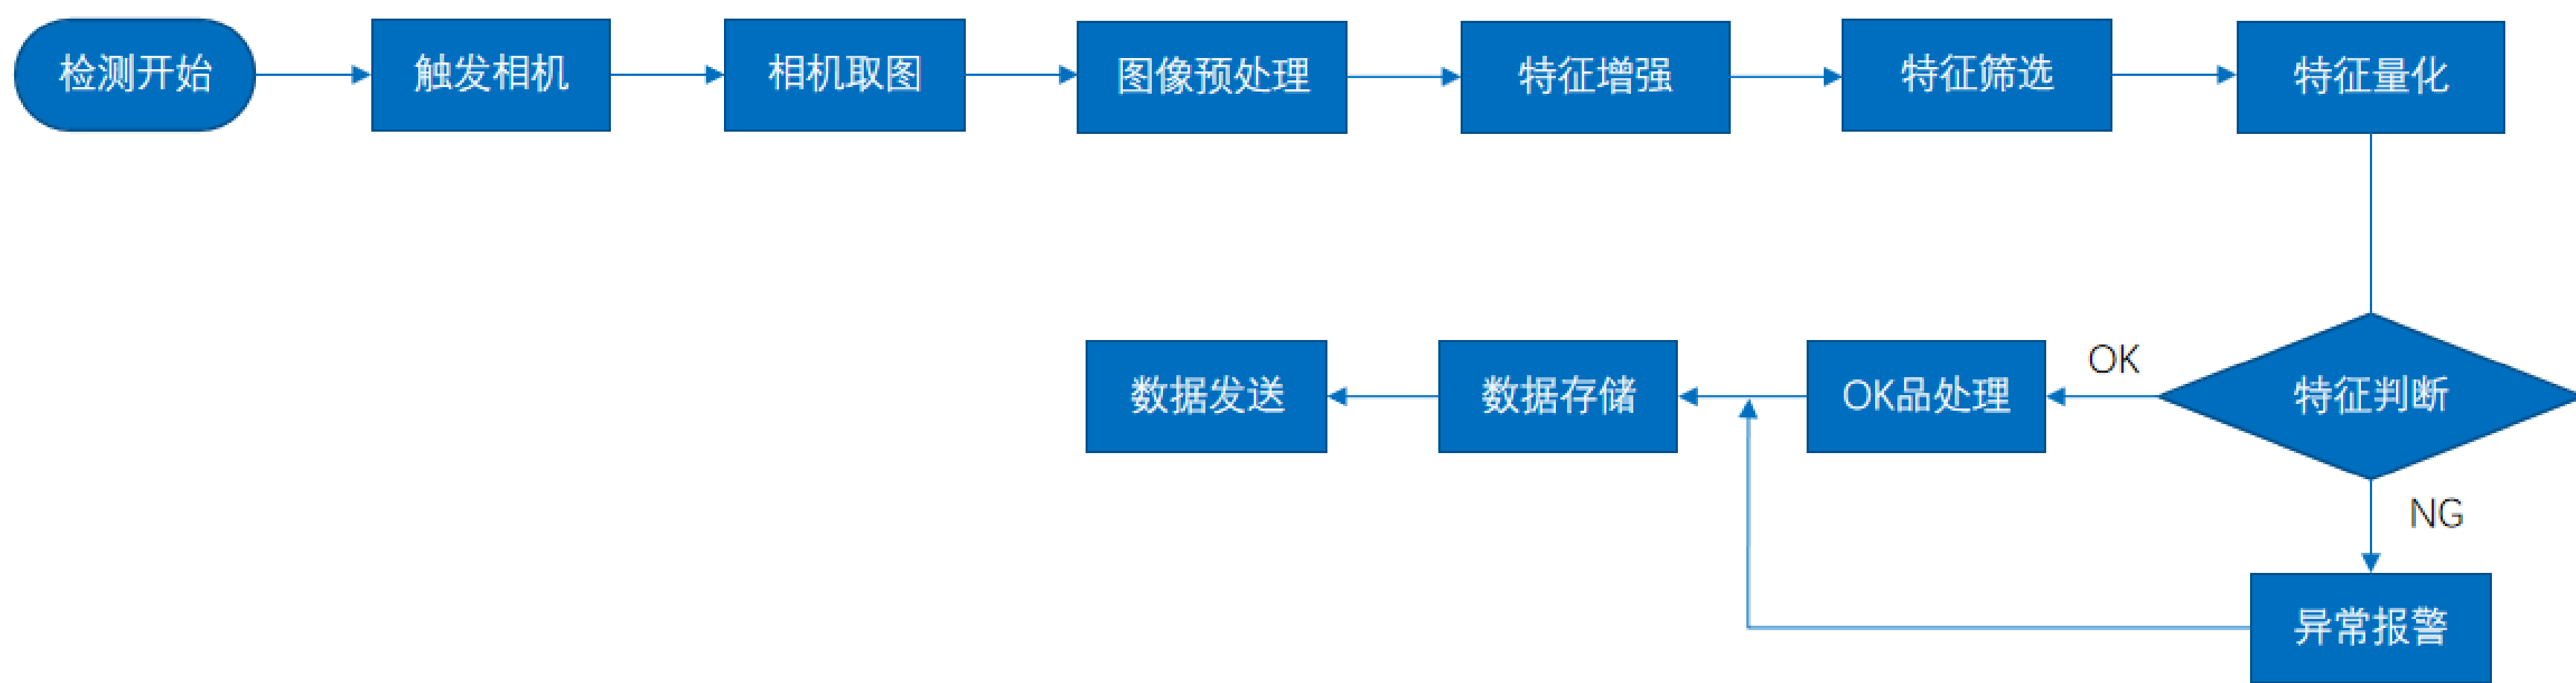 检测开始
触发相机
相机取图
图像预处理
特征增强
特征筛选
特征量化
特征判断
OK
OK品处理
数据存储
数据发送
NG
异常报警